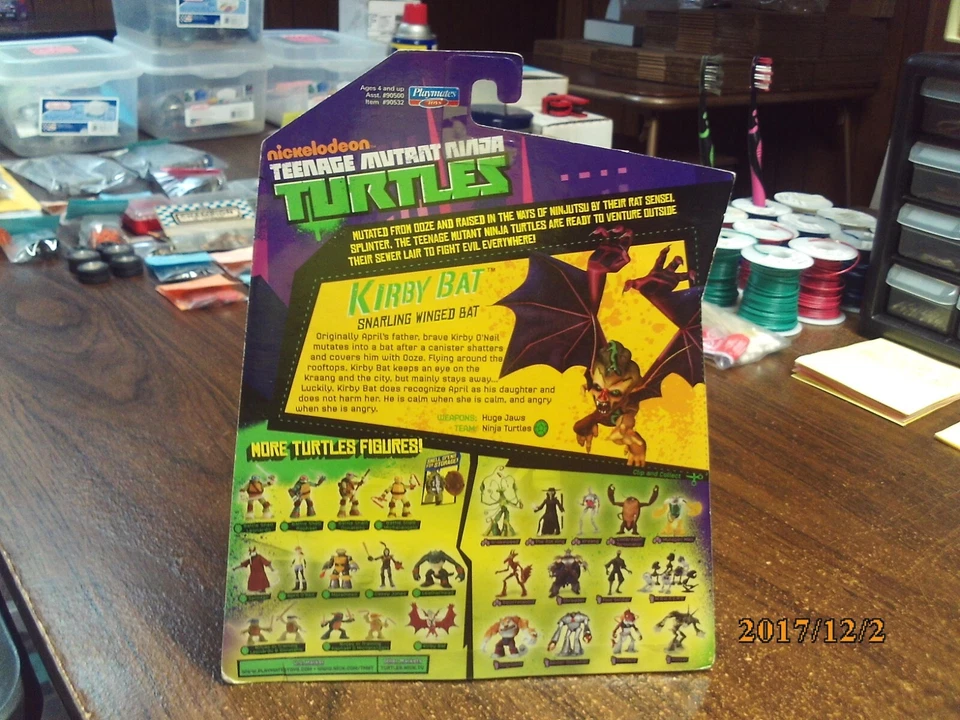 Ages 4 and up
Asst. #90500
Item #90532
Playmates
TOYS
nickelodeon
TEENAGE MUTANT NINJA
TURTLES
MUTATED FROM OOZE AND RAISED IN THE WAYS OF NINJUTSU BY THEIR RAT SENSEI,
SPLINTER, THE TEENAGE MUTANT NINJA TURTLES ARE READY TO VENTURE OUTSIDE
THEIR SEWER LAIR TO FIGHT EVIL EVERYWHERE!
KIRBY BAT™
SNARLING WINGED BAT
Originally April's father, brave Kirby O'Neil
mutates into a bat after a canister shatters
and covers him with Ooze. Flying around the
rooftops, Kirby Bat keeps an eye on the
Kraang and the city, but mainly stays away...
Luckily, Kirby Bat does recognize April as his daughter and
does not harm her. He is calm when she is calm, and angry
when she is angry.
WEAPONS: Huge Jaws
TEAM: Ninja Turtles
Clip and Collect
MORE TURTLES FIGURES!
2017/12/2